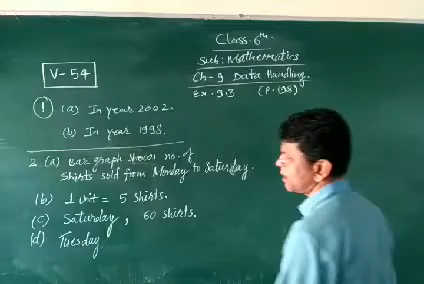 Class. 6th.
Sub: Mathematics
Ch-9 Data Handling.
Ex. 9.3 (P. 198)
V-54
1 (a) In year 2002.
(b) In year 1998.
2. (a) Bar graph shows no. of
shirts sold from Monday to Saturday.
(b) 1 unit = 5 shirts.
(c) Saturday, 60 shirts.
(d) Tuesday